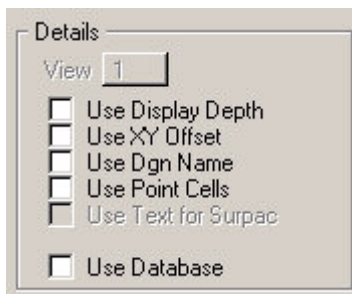 Details
View 1
Use Display Depth
Use XY Offset
Use Dgn Name
Use Point Cells
Use Text for Surpac
Use Database